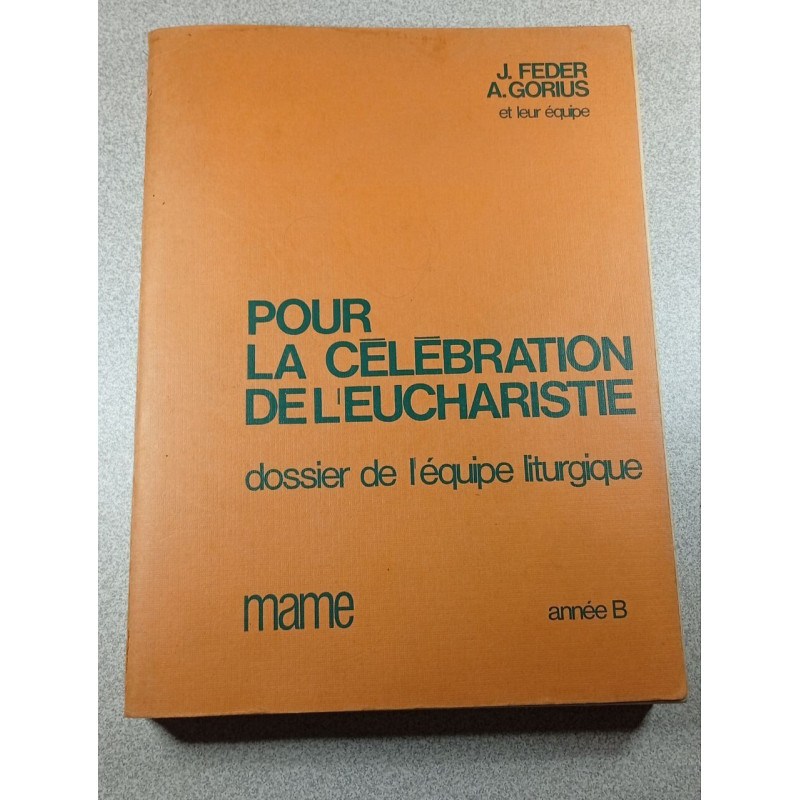 J. FEDER
A. GORIUS
et leur équipe
POUR
LA CÉLÉBRATION
DE L'EUCHARISTIE
dossier de l'équipe liturgique
mame
année B